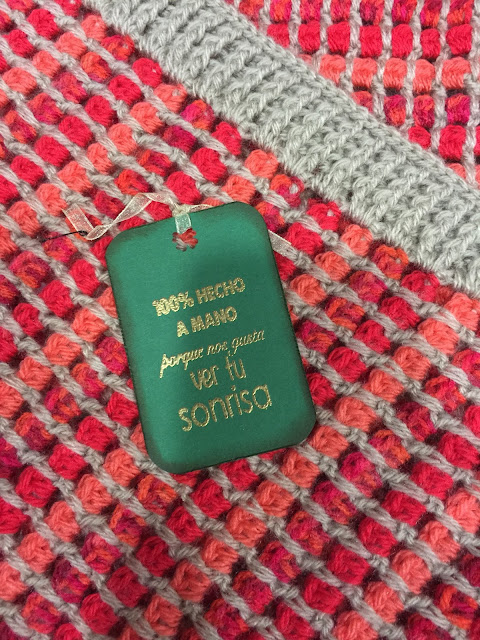 100% HECHO
A MANO
porque nos gusta
ver tu
sonrisa